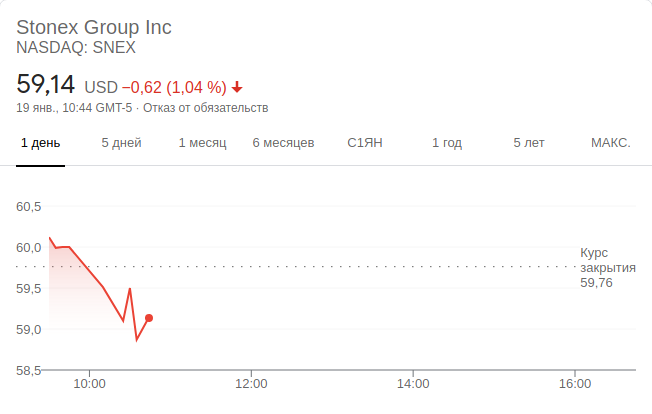 Stonex Group Inc
NASDAQ: SNEX
59,14 USD −0,62 (1,04 %)
19 янв., 10:44 GMT-5 · Отказ от обязательств
1 день 5 дней 1 месяц 6 месяцев С1ЯН 1 год 5 лет МАКС.
60,5
60,0
Курс
закрытия
59,76
59,5
59,0
58,5
10:00 12:00 14:00 16:00